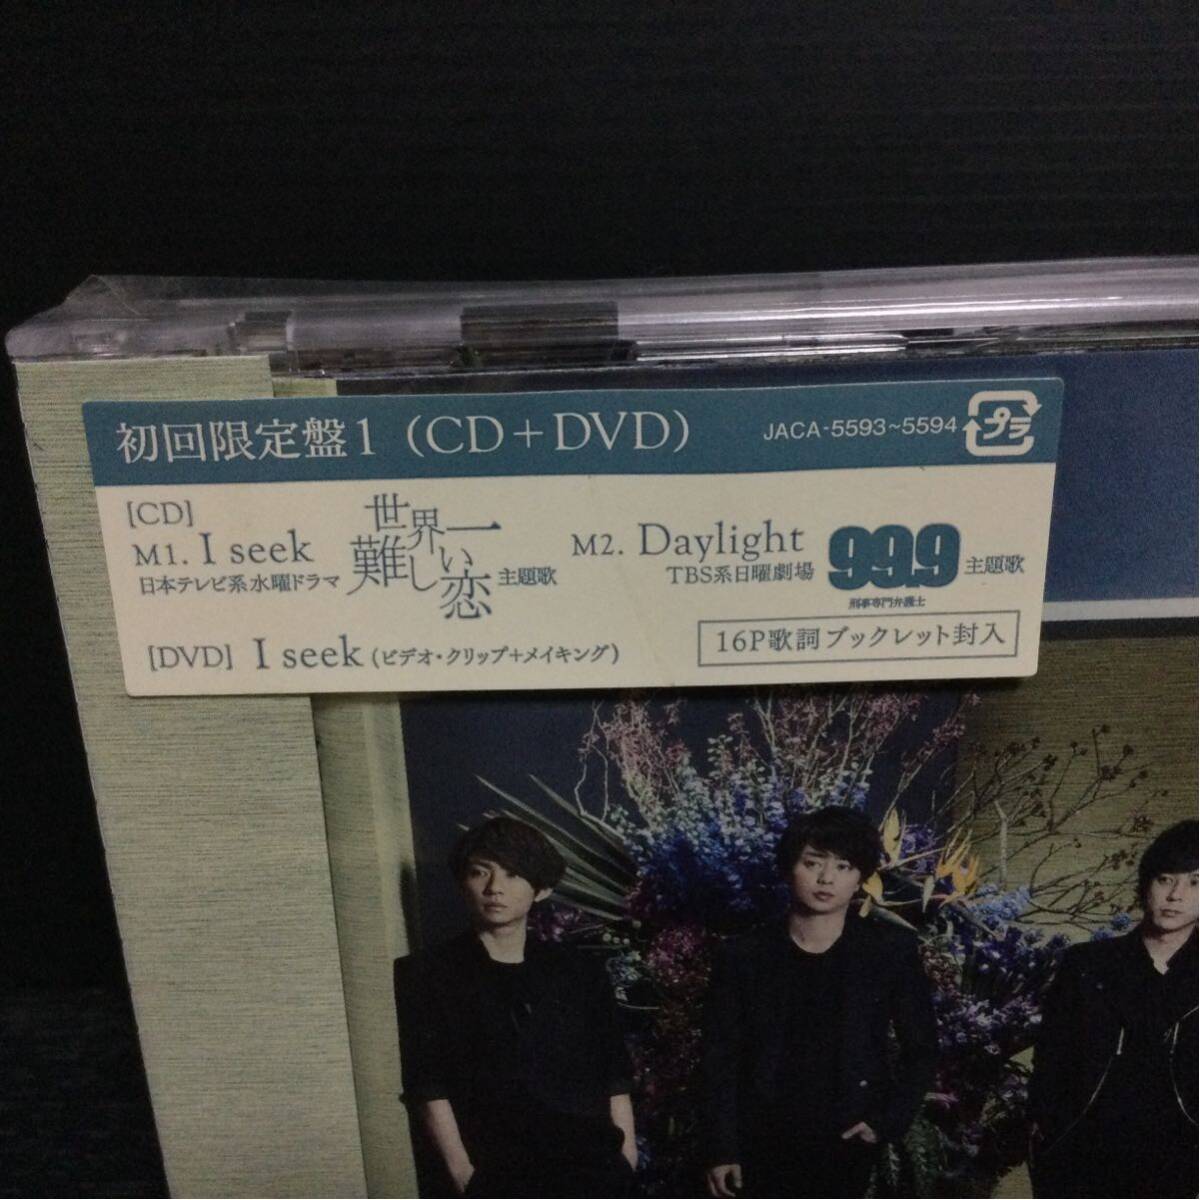 初回限定盤1（CD＋DVD） JACA-5593~5594 プラ
[CD]
M1. I seek
日本テレビ系 水曜ドラマ
世界一
難しい恋
主題歌
M2. Daylight
TBS系日曜劇場
99.9
刑事専門弁護士
主題歌
[DVD] I seek (ビデオ・クリップ+メイキング)
16P歌詞ブックレット封入